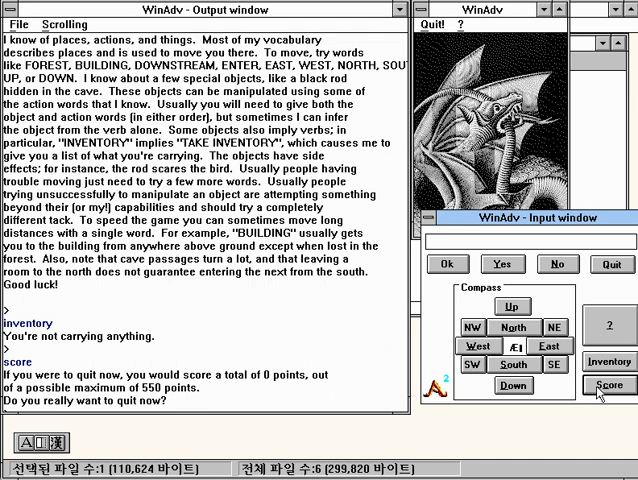 WinAdv - Output window
File Scrolling
I know of places, actions, and things. Most of my vocabulary
describes places and is used to move you there. To move, try words
like FOREST, BUILDING, DOWNSTREAM, ENTER, EAST, WEST, NORTH, SOU
UP, or DOWN. I know about a few special objects, like a black rod
hidden in the cave. These objects can be manipulated using some of
the action words that I know. Usually you will need to give both the
object and action words (in either order), but sometimes I can infer
the object from the verb alone. Some objects also imply verbs; in
particular, "INVENTORY" implies "TAKE INVENTORY", which causes me to
give you a list of what you're carrying. The objects have side
effects; for instance, the rod scares the bird. Usually people having
trouble moving just need to try a few more words. Usually people
trying unsuccessfully to manipulate an object are attempting something
beyond their (or my!) capabilities and should try a completely
different tack. To speed the game you can sometimes move long
distances with a single word. For example, "BUILDING" usually gets
you to the building from anywhere above ground except when lost in the
forest. Also, note that cave passages turn a lot, and that leaving a
room to the north does not guarantee entering the next from the south.
Good luck!
>
inventory
You're not carrying anything.
>
score
If you were to quit now, you would score a total of 0 points, out
of a possible maximum of 550 points.
Do you really want to quit now?
WinAdv
Quit! ?
WinAdv - Input window
Ok Yes No Quit
Compass
Up
NW North NE
West Æ East
SW South SE
Down
?
Inventory
Score
2
A 漢
선택된 파일 수:1 (110,624 바이트)
전체 파일 수:6 (299,820 바이트)